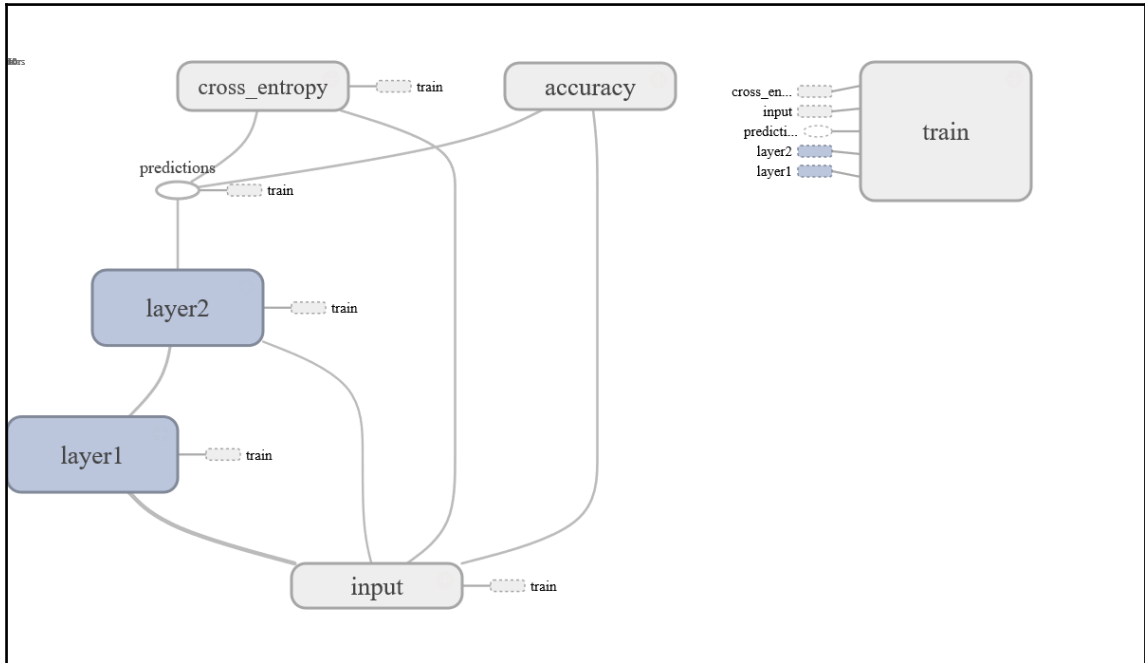 cross_entropy
train
accuracy
cross_en...
input
predicti...
layer2
layer1
train
predictions
train
layer2
train
layer1
train
input
train